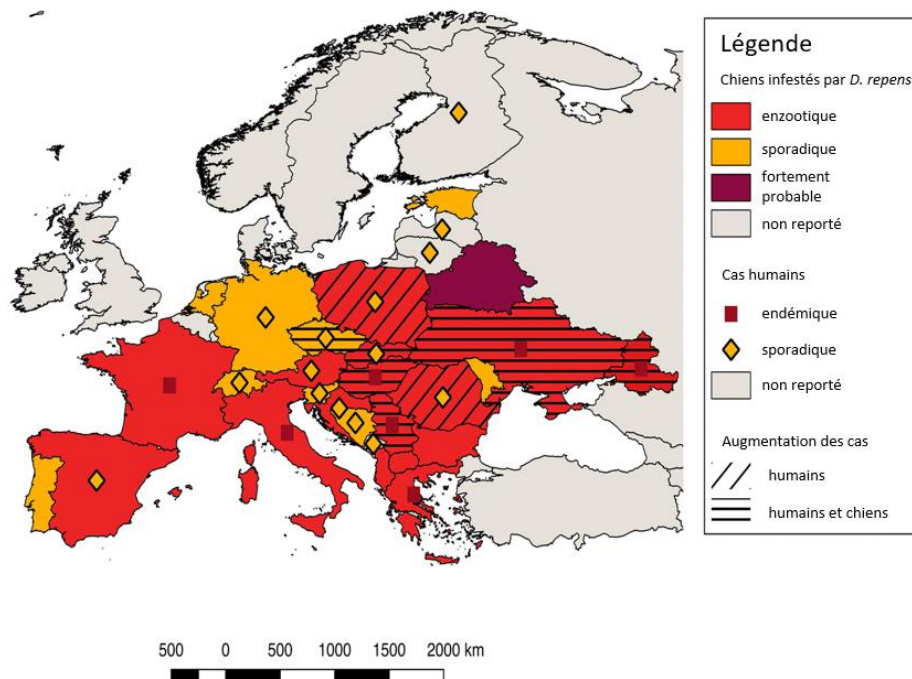 Légende
Chiens infestés par D. repens
enzootique
sporadique
fortement
probable
non reporté
Cas humains
endémique
sporadique
non reporté
Augmentation des cas
humains
humains et chiens
500 0 500 1000 1500 2000 km